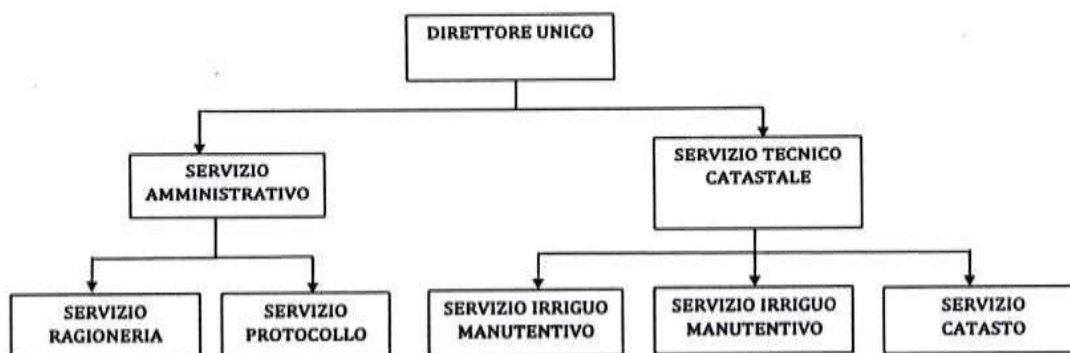 DIRETTORE UNICO
SERVIZIO
AMMINISTRATIVO
SERVIZIO TECNICO
CATASTALE
SERVIZIO
RAGIONERIA
SERVIZIO
PROTOCOLLO
SERVIZIO IRRIGUO
MANUTENTIVO
SERVIZIO IRRIGUO
MANUTENTIVO
SERVIZIO
CATASTO